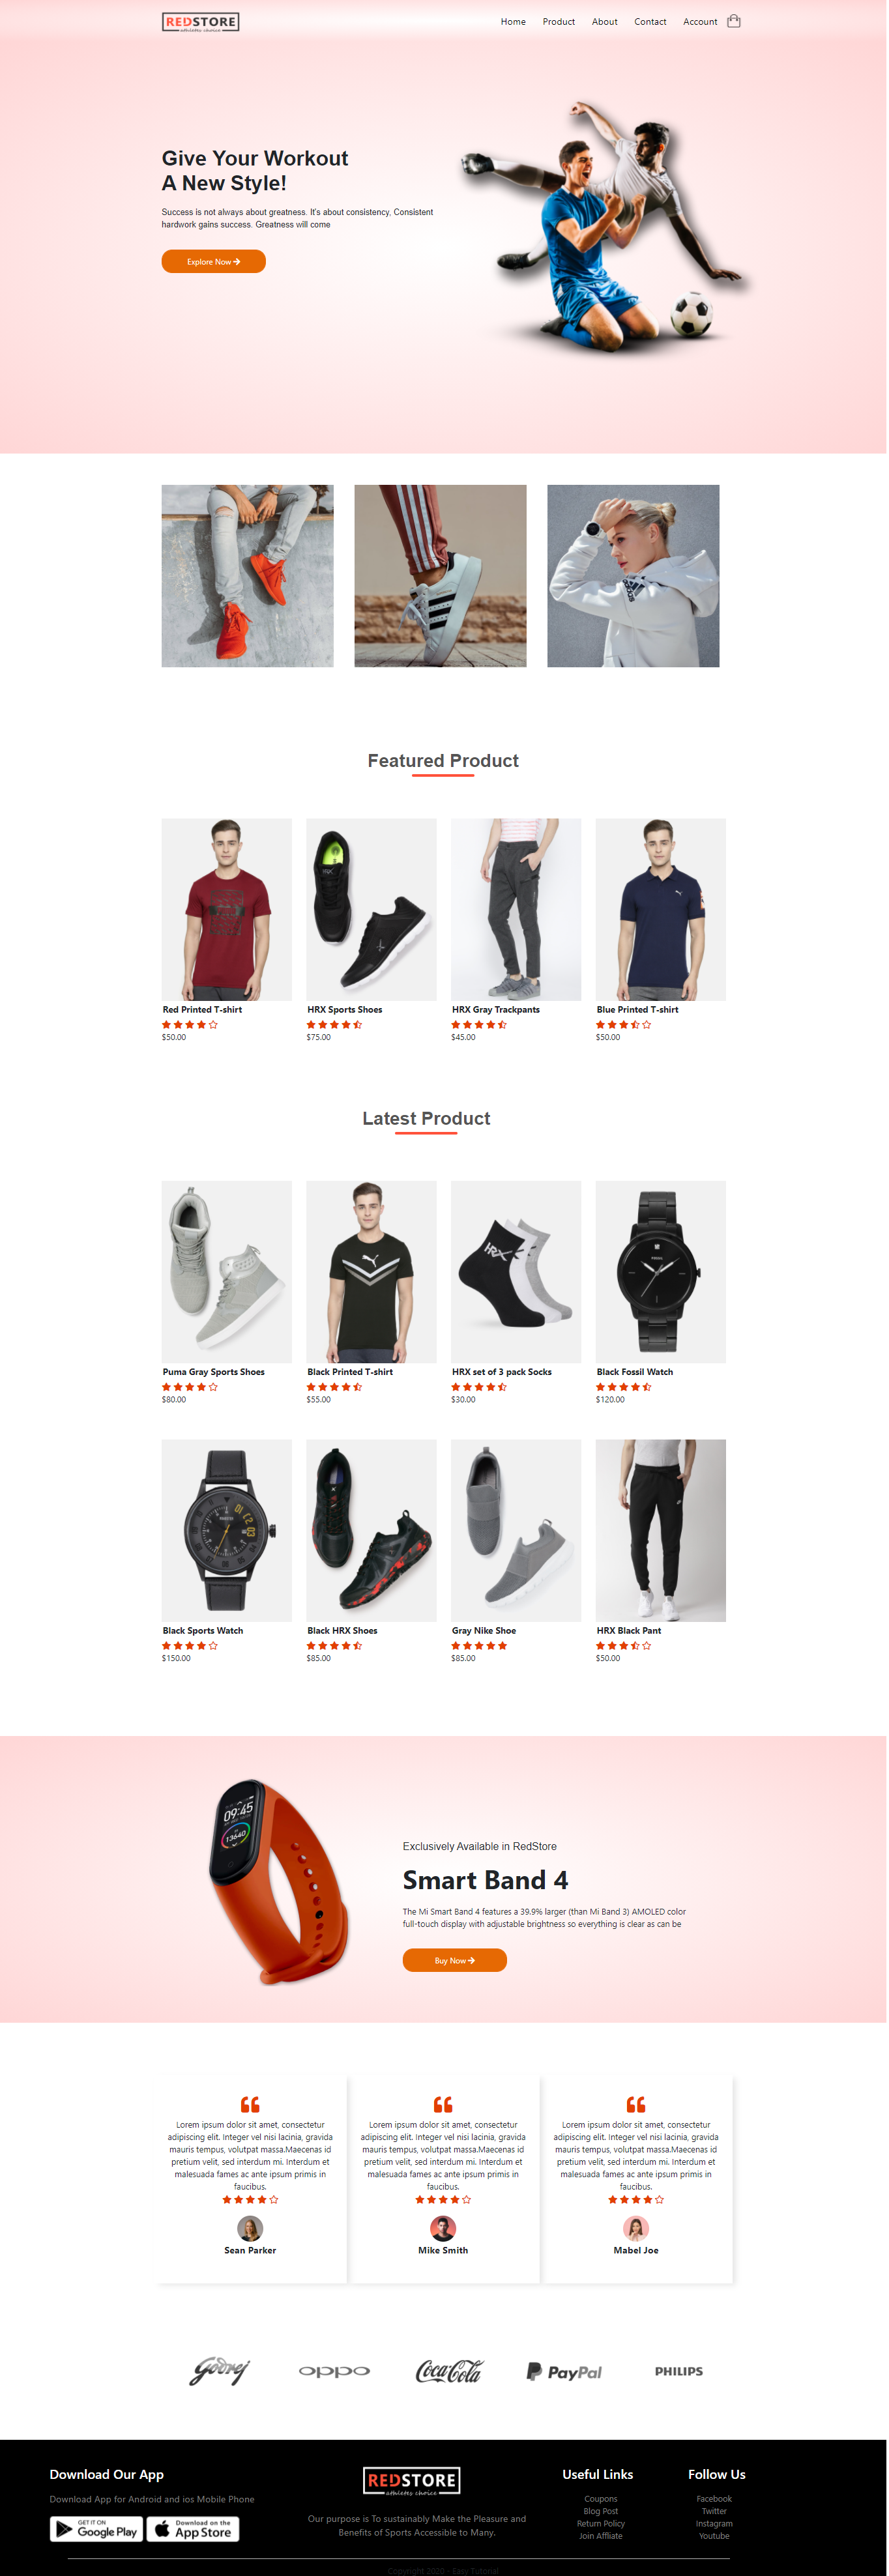 REDSTORE
athletes choice
Home Product About Contact Account
Give Your Workout
A New Style!
Success is not always about greatness. It's about consistency, Consistent
hardwork gains success. Greatness will come
Explore Now
Featured Product
Red Printed T-shirt
$50.00
HRX Sports Shoes
$75.00
HRX Gray Trackpants
$45.00
Blue Printed T-shirt
$50.00
Latest Product
HRX
Puma Gray Sports Shoes
$80.00
Black Printed T-shirt
$55.00
HRX set of 3 pack Socks
$30.00
Black Fossil Watch
$120.00
Black Sports Watch
$150.00
Black HRX Shoes
$85.00
Gray Nike Shoe
$85.00
HRX Black Pant
$50.00
09:45
13640
Exclusively Available in RedStore
Smart Band 4
The Mi Smart Band 4 features a 39.9% larger (than Mi Band 3) AMOLED color
full-touch display with adjustable brightness so everything is clear as can be
Buy Now
Lorem ipsum dolor sit amet, consectetur
adipiscing elit. Integer vel nisi lacinia, gravida
mauris tempus, volutpat massa.Maecenas id
pretium velit, sed interdum mi. Interdum et
malesuada fames ac ante ipsum primis in
faucibus.
Sean Parker
Lorem ipsum dolor sit amet, consectetur
adipiscing elit. Integer vel nisi lacinia, gravida
mauris tempus, volutpat massa.Maecenas id
pretium velit, sed interdum mi. Interdum et
malesuada fames ac ante ipsum primis in
faucibus.
Mike Smith
Lorem ipsum dolor sit amet, consectetur
adipiscing elit. Integer vel nisi lacinia, gravida
mauris tempus, volutpat massa.Maecenas id
pretium velit, sed interdum mi. Interdum et
malesuada fames ac ante ipsum primis in
faucibus.
Mabel Joe
Godrej
oppo
Coca-Cola
PayPal
PHILIPS
Download Our App
Download App for Android and ios Mobile Phone
GET IT ON
Google Play
Download on the
App Store
REDSTORE
athletes choice
Our purpose is To sustainably Make the Pleasure and
Benefits of Sports Accessible to Many.
Useful Links
Coupons
Blog Post
Return Policy
Join Affliate
Follow Us
Facebook
Twitter
Instagram
Youtube
Copyright 2020 - Easy Tutorial